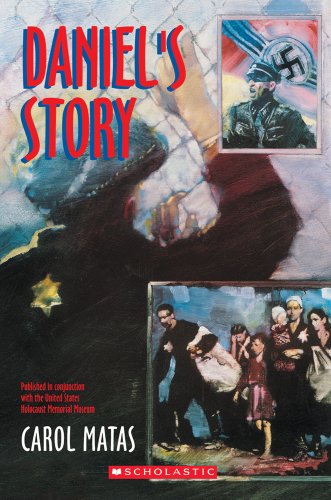 DANIEL'S
STORY
Published in conjunction
with the United States
Holocaust Memorial Museum
CAROL MATAS
SCHOLASTIC